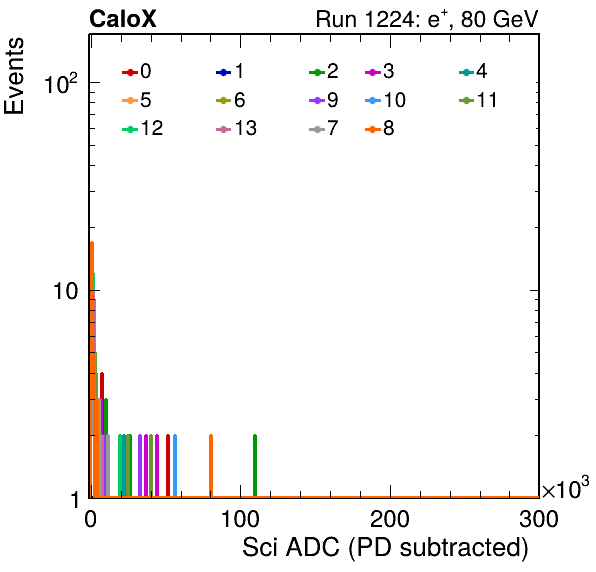 CaloX Run 1224: e⁺, 80 GeV
Events
0 1 2 3 4
5 6 9 10 11
12 13 7 8
10²
10
1
0 100 200 300
×10³
Sci ADC (PD subtracted)